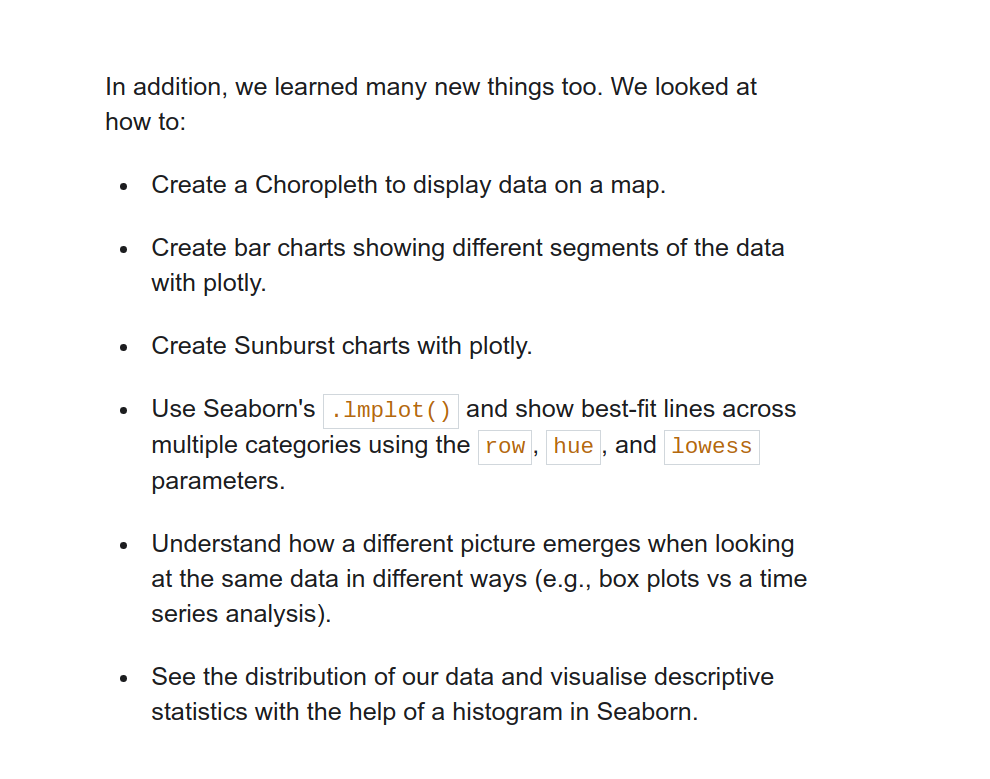 In addition, we learned many new things too. We looked at
how to:
• Create a Choropleth to display data on a map.
• Create bar charts showing different segments of the data
with plotly.
• Create Sunburst charts with plotly.
• Use Seaborn's .lmplot() and show best-fit lines across
multiple categories using the row, hue, and lowess
parameters.
• Understand how a different picture emerges when looking
at the same data in different ways (e.g., box plots vs a time
series analysis).
• See the distribution of our data and visualise descriptive
statistics with the help of a histogram in Seaborn.